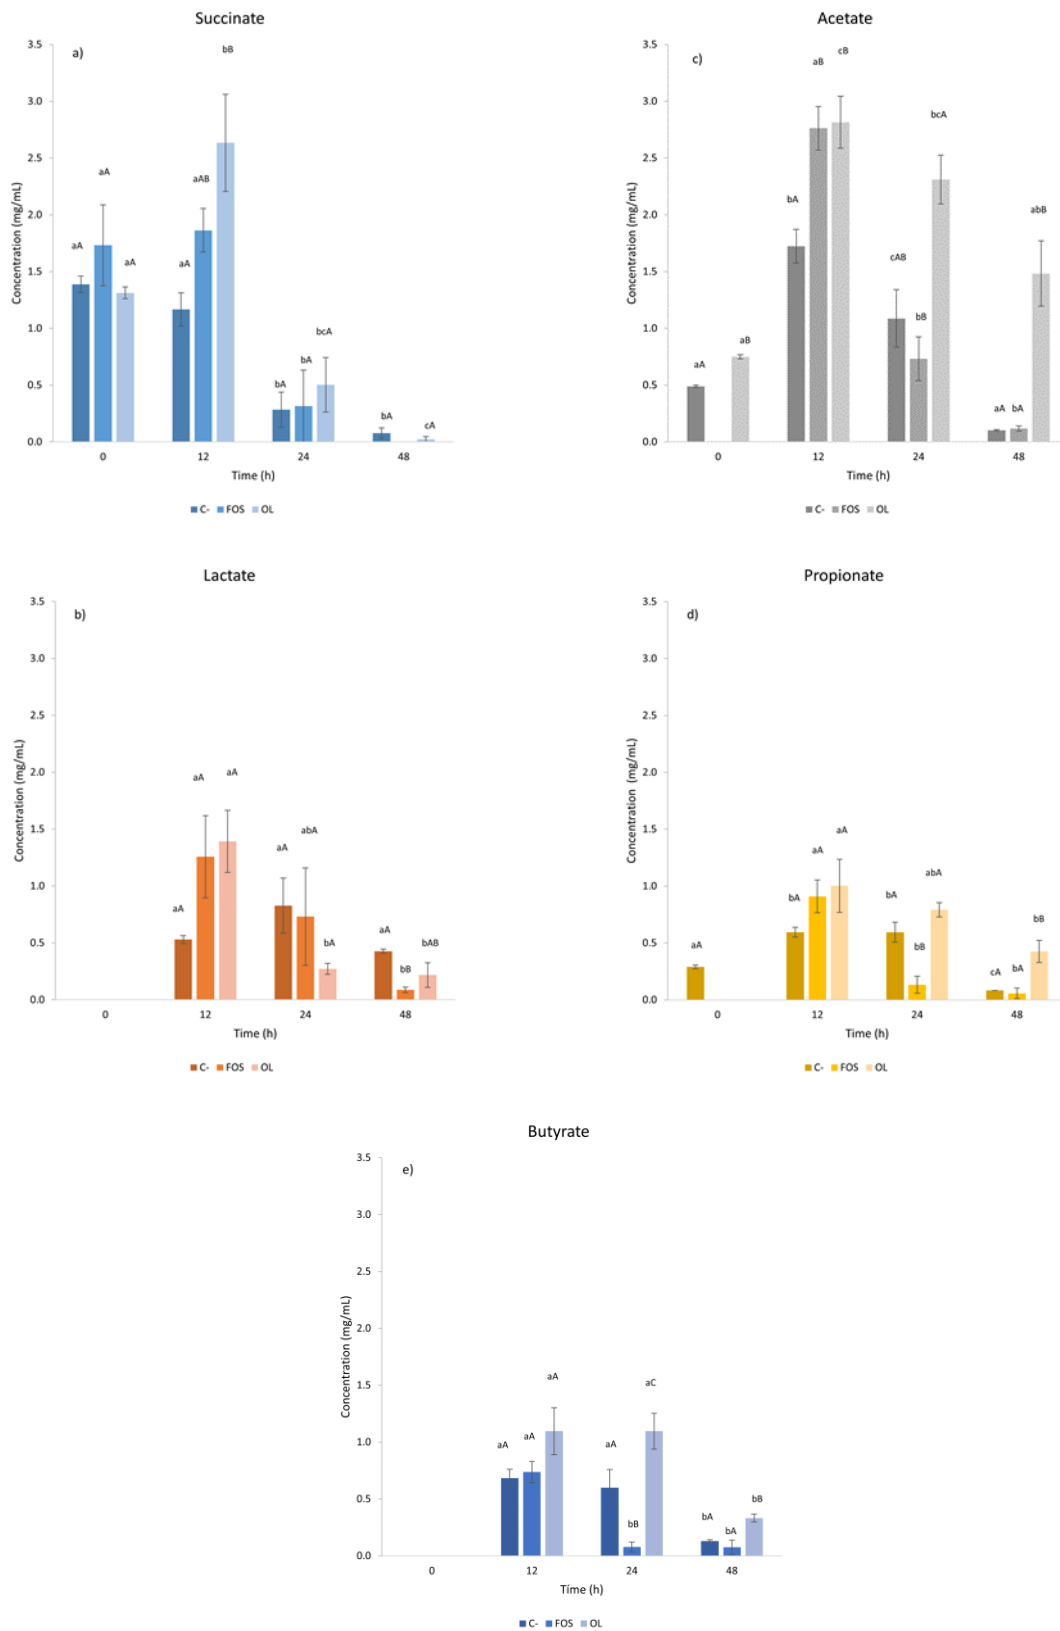 Succinate
a)
3.5
3.0
2.5
2.0
1.5
1.0
0.5
0.0
Concentration (mg/mL)
aA
aA
aA
aA
aAB
bB
bA
bA
bcA
bA
cA
0 12 24 48
Time (h)
C- FOS OL
Acetate
c)
3.5
3.0
2.5
2.0
1.5
1.0
0.5
0.0
Concentration (mg/mL)
aA
aB
bA
aB
cB
cAB
bB
bcA
aA
bA
abB
0 12 24 48
Time (h)
C- FOS OL
Lactate
b)
3.5
3.0
2.5
2.0
1.5
1.0
0.5
0.0
Concentration (mg/mL)
aA
aA
aA
aA
abA
bA
aA
bB
bAB
0 12 24 48
Time (h)
C- FOS OL
Propionate
d)
3.5
3.0
2.5
2.0
1.5
1.0
0.5
0.0
Concentration (mg/mL)
aA
bA
aA
aA
bA
bB
abA
cA
bA
bB
0 12 24 48
Time (h)
C- FOS OL
Butyrate
e)
3.5
3.0
2.5
2.0
1.5
1.0
0.5
0.0
Concentration (mg/mL)
aA
aA
aA
aA
bB
aC
bA
bA
bB
0 12 24 48
Time (h)
C- FOS OL